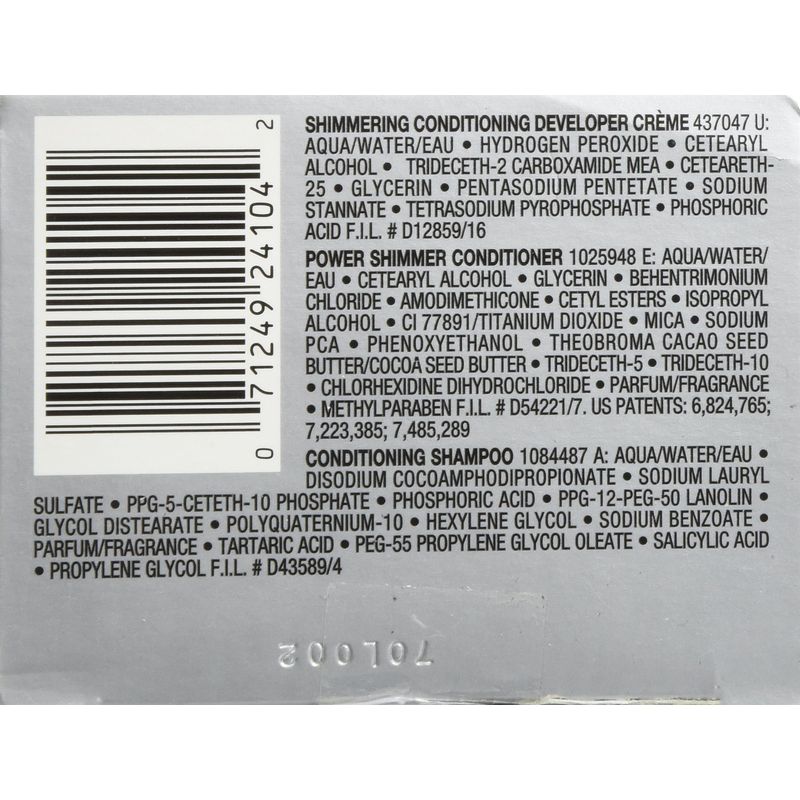 SHIMMERING CONDITIONING DEVELOPER CRÈME 437047 U:
AQUA/WATER/EAU • HYDROGEN PEROXIDE • CETEARYL
ALCOHOL • TRIDECETH-2 CARBOXAMIDE MEA • CETEARETH-
25 • GLYCERIN • PENTASODIUM PENTETATE • SODIUM
STANNATE • TETRASODIUM PYROPHOSPHATE • PHOSPHORIC
ACID F.I.L. # D12859/16
POWER SHIMMER CONDITIONER 1025948 E: AQUA/WATER/
EAU • CETEARYL ALCOHOL • GLYCERIN • BEHENTRIMONIUM
CHLORIDE • AMODIMETHICONE • CETYL ESTERS • ISOPROPYL
ALCOHOL • CI 77891/TITANIUM DIOXIDE • MICA • SODIUM
PCA • PHENOXYETHANOL • THEOBROMA CACAO SEED
BUTTER/COCOA SEED BUTTER • TRIDECETH-5 • TRIDECETH-10
• CHLORHEXIDINE DIHYDROCHLORIDE • PARFUM/FRAGRANCE
• METHYLPARABEN F.I.L. # D54221/7. US PATENTS: 6,824,765;
7,223,385; 7,485,289
CONDITIONING SHAMPOO 1084487 A: AQUA/WATER/EAU •
DISODIUM COCOAMPHODIPROPIONATE • SODIUM LAURYL
SULFATE • PPG-5-CETETH-10 PHOSPHATE • PHOSPHORIC ACID • PPG-12-PEG-50 LANOLIN •
GLYCOL DISTEARATE • POLYQUATERNIUM-10 • HEXYLENE GLYCOL • SODIUM BENZOATE •
PARFUM/FRAGRANCE • TARTARIC ACID • PEG-55 PROPYLENE GLYCOL OLEATE • SALICYLIC ACID
• PROPYLENE GLYCOL F.I.L. # D43589/4
0 71249 24104 2
70L002